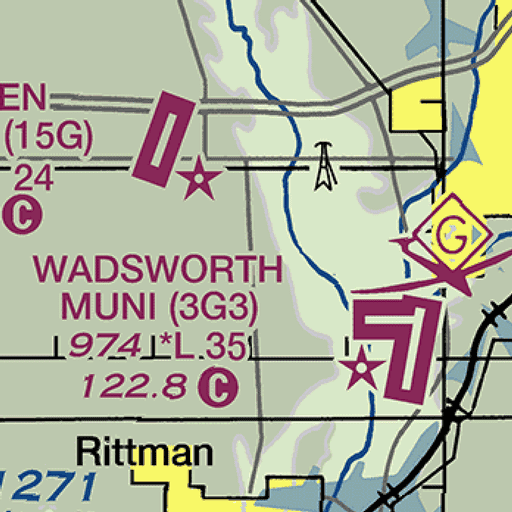 EN
(15G)
24
C
G
WADSWORTH
MUNI (3G3)
974 *L 35
122.8 C
Rittman
1271